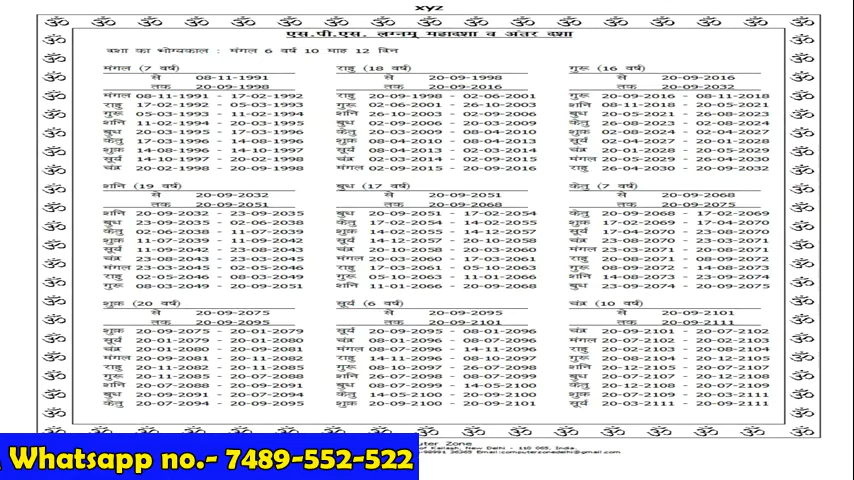 xyz
एस.पी.एस. लग्नम् महादशा व अंतर दशा
दशा का भोग्यकाल : मंगल 6 वर्ष 10 माह 12 दिन
मंगल (7 वर्ष)
से 08-11-1991
तक 20-09-1998
मंगल 08-11-1991 - 17-02-1992
राहु 17-02-1992 - 05-03-1993
गुरू 05-03-1993 - 11-02-1994
शनि 11-02-1994 - 20-03-1995
बुध 20-03-1995 - 17-03-1996
केतु 17-03-1996 - 14-08-1996
शुक्र 14-08-1996 - 14-10-1997
सूर्य 14-10-1997 - 20-02-1998
चंद्र 20-02-1998 - 20-09-1998
राहु (18 वर्ष)
से 20-09-1998
तक 20-09-2016
राहु 20-09-1998 - 02-06-2001
गुरू 02-06-2001 - 26-10-2003
शनि 26-10-2003 - 02-09-2006
बुध 02-09-2006 - 20-03-2009
केतु 20-03-2009 - 08-04-2010
शुक्र 08-04-2010 - 08-04-2013
सूर्य 08-04-2013 - 02-03-2014
चंद्र 02-03-2014 - 02-09-2015
मंगल 02-09-2015 - 20-09-2016
गुरू (16 वर्ष)
से 20-09-2016
तक 20-09-2032
गुरू 20-09-2016 - 08-11-2018
शनि 08-11-2018 - 20-05-2021
बुध 20-05-2021 - 26-08-2023
केतु 26-08-2023 - 02-08-2024
शुक्र 02-08-2024 - 02-04-2027
सूर्य 02-04-2027 - 20-01-2028
चंद्र 20-01-2028 - 20-05-2029
मंगल 20-05-2029 - 26-04-2030
राहु 26-04-2030 - 20-09-2032
शनि (19 वर्ष)
से 20-09-2032
तक 20-09-2051
शनि 20-09-2032 - 23-09-2035
बुध 23-09-2035 - 02-06-2038
केतु 02-06-2038 - 11-07-2039
शुक्र 11-07-2039 - 11-09-2042
सूर्य 11-09-2042 - 23-08-2043
चंद्र 23-08-2043 - 23-03-2045
मंगल 23-03-2045 - 02-05-2046
राहु 02-05-2046 - 08-03-2049
गुरू 08-03-2049 - 20-09-2051
बुध (17 वर्ष)
से 20-09-2051
तक 20-09-2068
बुध 20-09-2051 - 17-02-2054
केतु 17-02-2054 - 14-02-2055
शुक्र 14-02-2055 - 14-12-2057
सूर्य 14-12-2057 - 20-10-2058
चंद्र 20-10-2058 - 20-03-2060
मंगल 20-03-2060 - 17-03-2061
राहु 17-03-2061 - 05-10-2063
गुरू 05-10-2063 - 11-01-2066
शनि 11-01-2066 - 20-09-2068
केतु (7 वर्ष)
से 20-09-2068
तक 20-09-2075
केतु 20-09-2068 - 17-02-2069
शुक्र 17-02-2069 - 17-04-2070
सूर्य 17-04-2070 - 23-08-2070
चंद्र 23-08-2070 - 23-03-2071
मंगल 23-03-2071 - 20-08-2071
राहु 20-08-2071 - 08-09-2072
गुरू 08-09-2072 - 14-08-2073
शनि 14-08-2073 - 23-09-2074
बुध 23-09-2074 - 20-09-2075
शुक्र (20 वर्ष)
से 20-09-2075
तक 20-09-2095
शुक्र 20-09-2075 - 20-01-2079
सूर्य 20-01-2079 - 20-01-2080
चंद्र 20-01-2080 - 20-09-2081
मंगल 20-09-2081 - 20-11-2082
राहु 20-11-2082 - 20-11-2085
गुरू 20-11-2085 - 20-07-2088
शनि 20-07-2088 - 20-09-2091
बुध 20-09-2091 - 20-07-2094
केतु 20-07-2094 - 20-09-2095
सूर्य (6 वर्ष)
से 20-09-2095
तक 20-09-2101
सूर्य 20-09-2095 - 08-01-2096
चंद्र 08-01-2096 - 08-07-2096
मंगल 08-07-2096 - 14-11-2096
राहु 14-11-2096 - 08-10-2097
गुरू 08-10-2097 - 26-07-2098
शनि 26-07-2098 - 08-07-2099
बुध 08-07-2099 - 14-05-2100
केतु 14-05-2100 - 20-09-2100
शुक्र 20-09-2100 - 20-09-2101
चंद्र (10 वर्ष)
से 20-09-2101
तक 20-09-2111
चंद्र 20-09-2101 - 20-07-2102
मंगल 20-07-2102 - 20-02-2103
राहु 20-02-2103 - 20-08-2104
गुरू 20-08-2104 - 20-12-2105
शनि 20-12-2105 - 20-07-2107
बुध 20-07-2107 - 20-12-2108
केतु 20-12-2108 - 20-07-2109
शुक्र 20-07-2109 - 20-03-2111
सूर्य 20-03-2111 - 20-09-2111
uter Zone
of Kailash, New Delhi - 110 065, India.
-98991 36365 Email:computerzonedelhi@gmail.com
Whatsapp no.- 7489-552-522